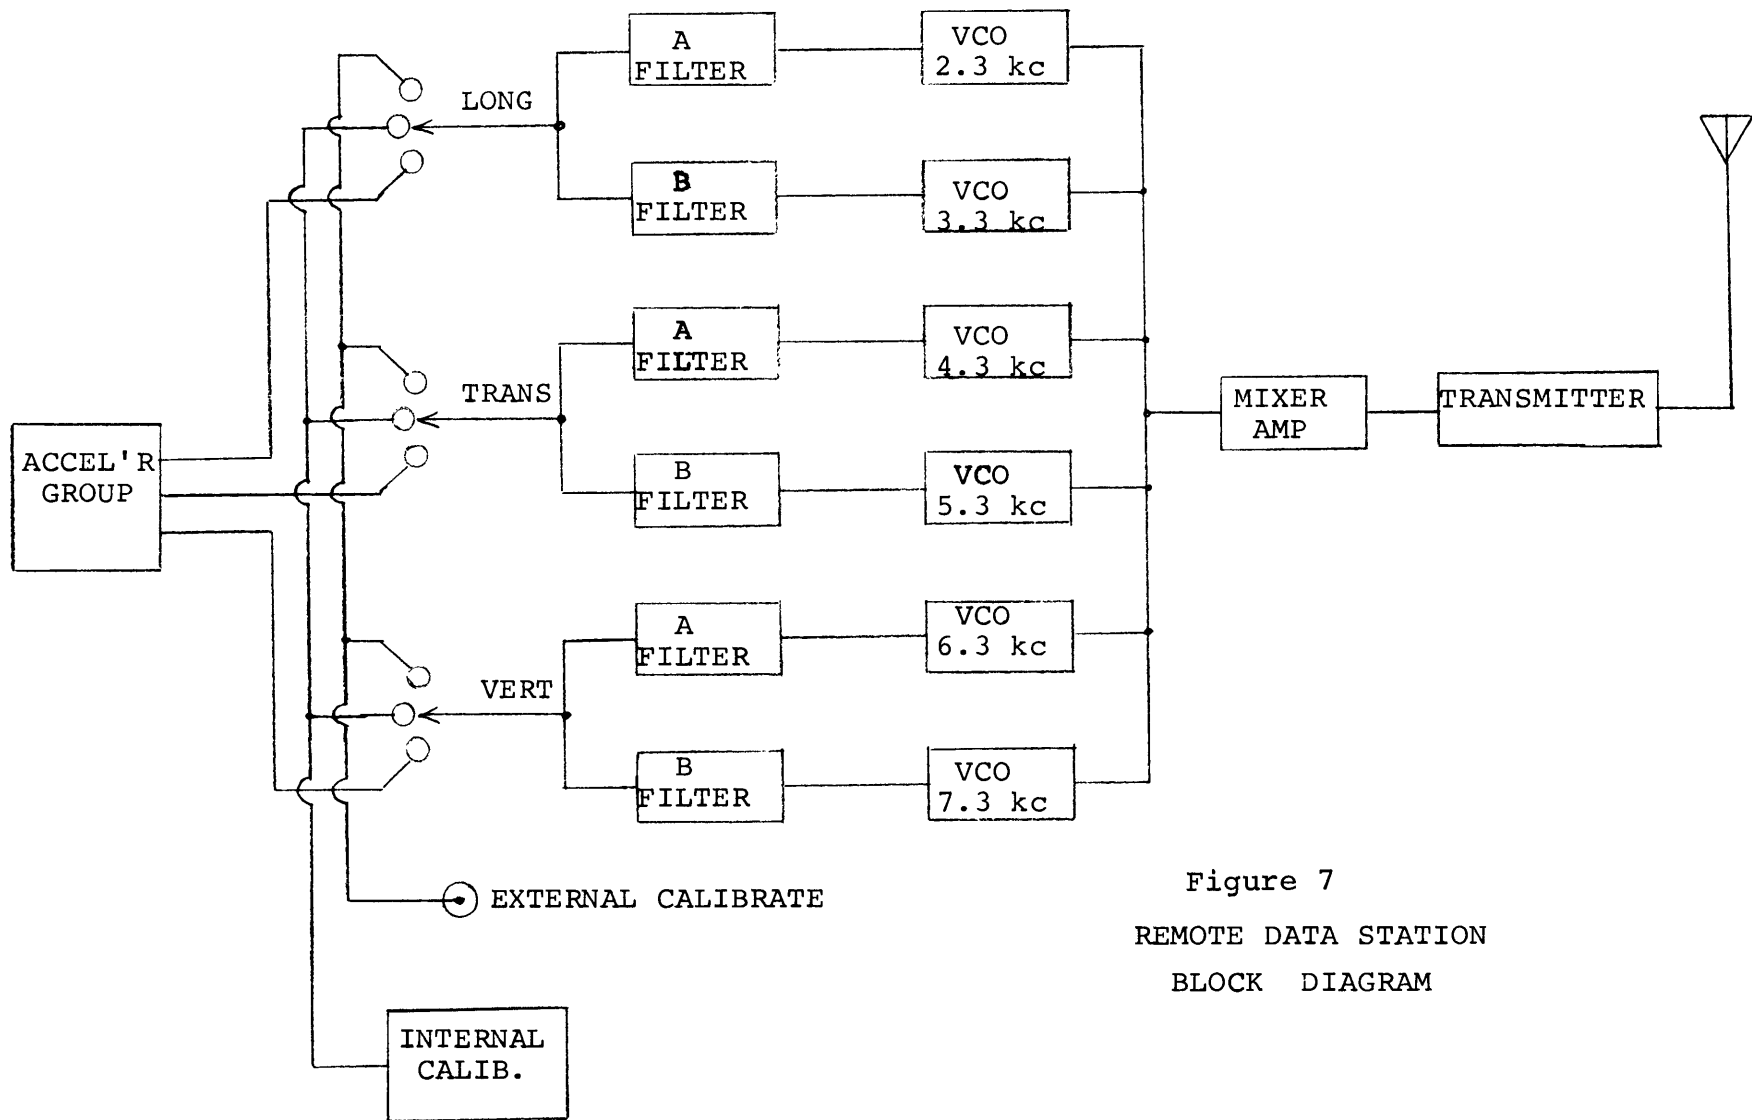 A
FILTER
VCO
2.3 kc
LONG
B
FILTER
VCO
3.3 kc
A
FILTER
VCO
4.3 kc
TRANS
MIXER
AMP
TRANSMITTER
ACCEL'R
GROUP
B
FILTER
VCO
5.3 kc
A
FILTER
VCO
6.3 kc
VERT
B
FILTER
VCO
7.3 kc
EXTERNAL CALIBRATE
Figure 7
REMOTE DATA STATION
BLOCK DIAGRAM
INTERNAL
CALIB.